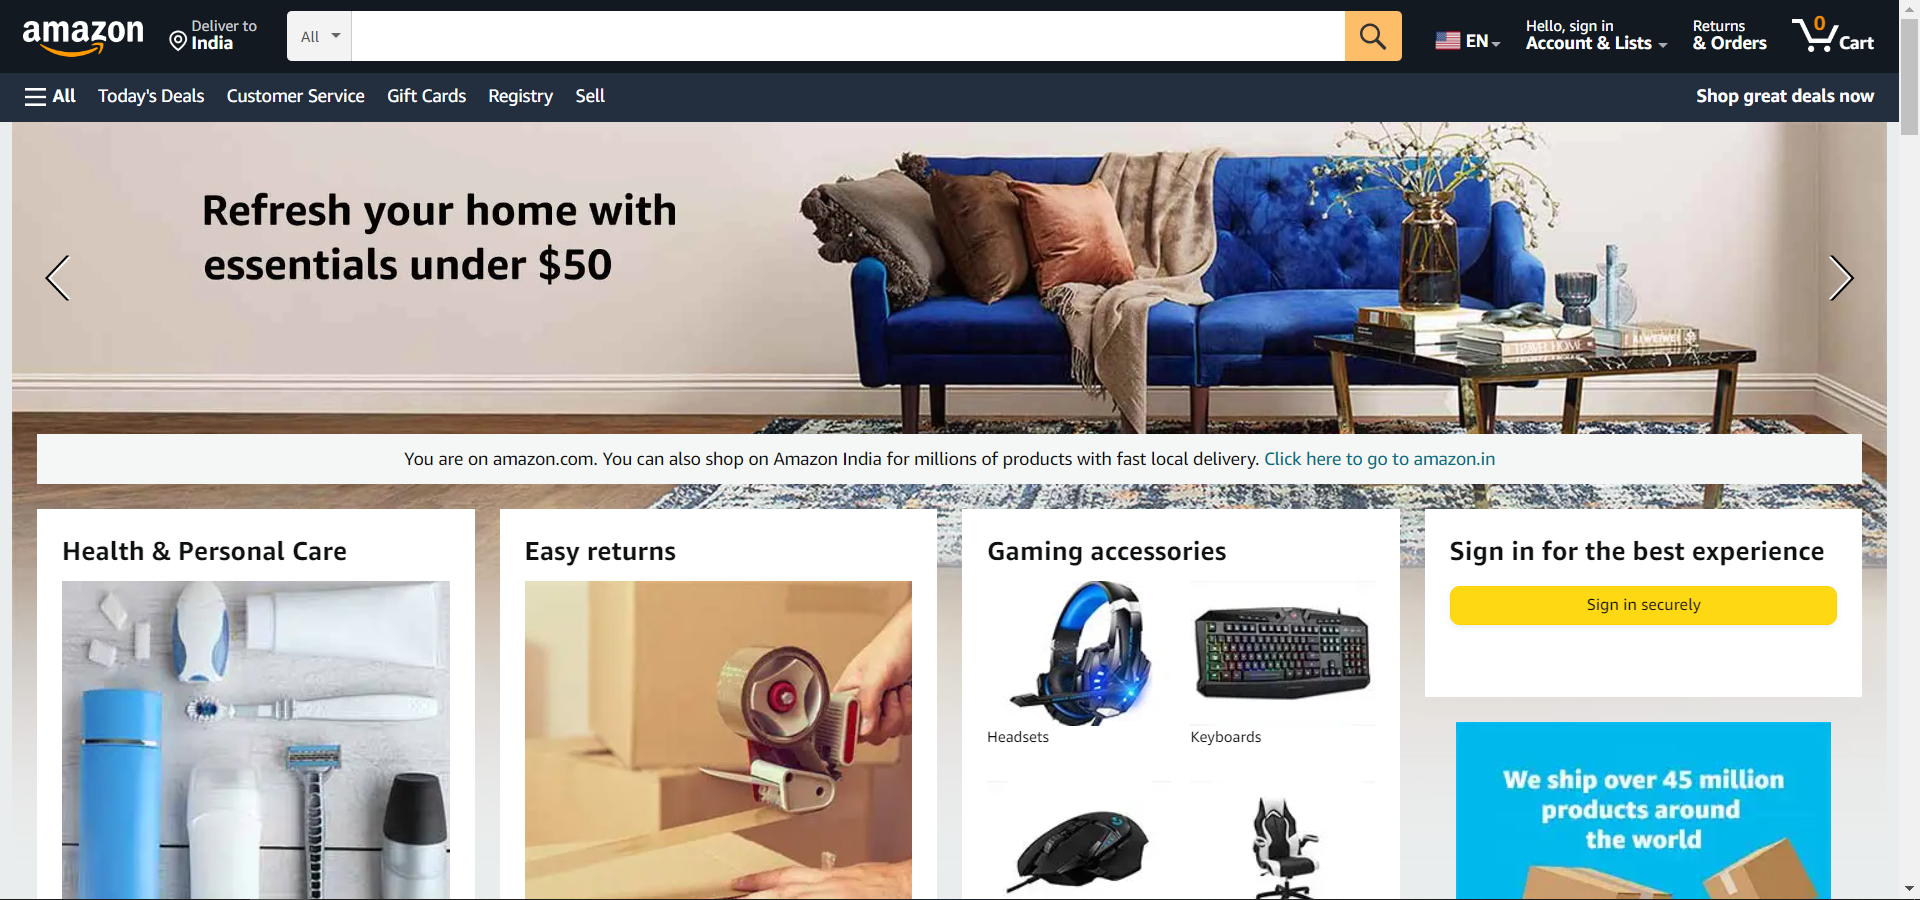 amazon
Deliver to
India
All
EN
Hello, sign in
Account & Lists
Returns
& Orders
0
Cart
All
Today's Deals
Customer Service
Gift Cards
Registry
Sell
Shop great deals now
Refresh your home with
essentials under $50
TRAVEL HOME
AI WEIWEI
You are on amazon.com. You can also shop on Amazon India for millions of products with fast local delivery. Click here to go to amazon.in
Health & Personal Care
Easy returns
Gaming accessories
Sign in for the best experience
Sign in securely
Headsets
Keyboards
We ship over 45 million
products around
the world